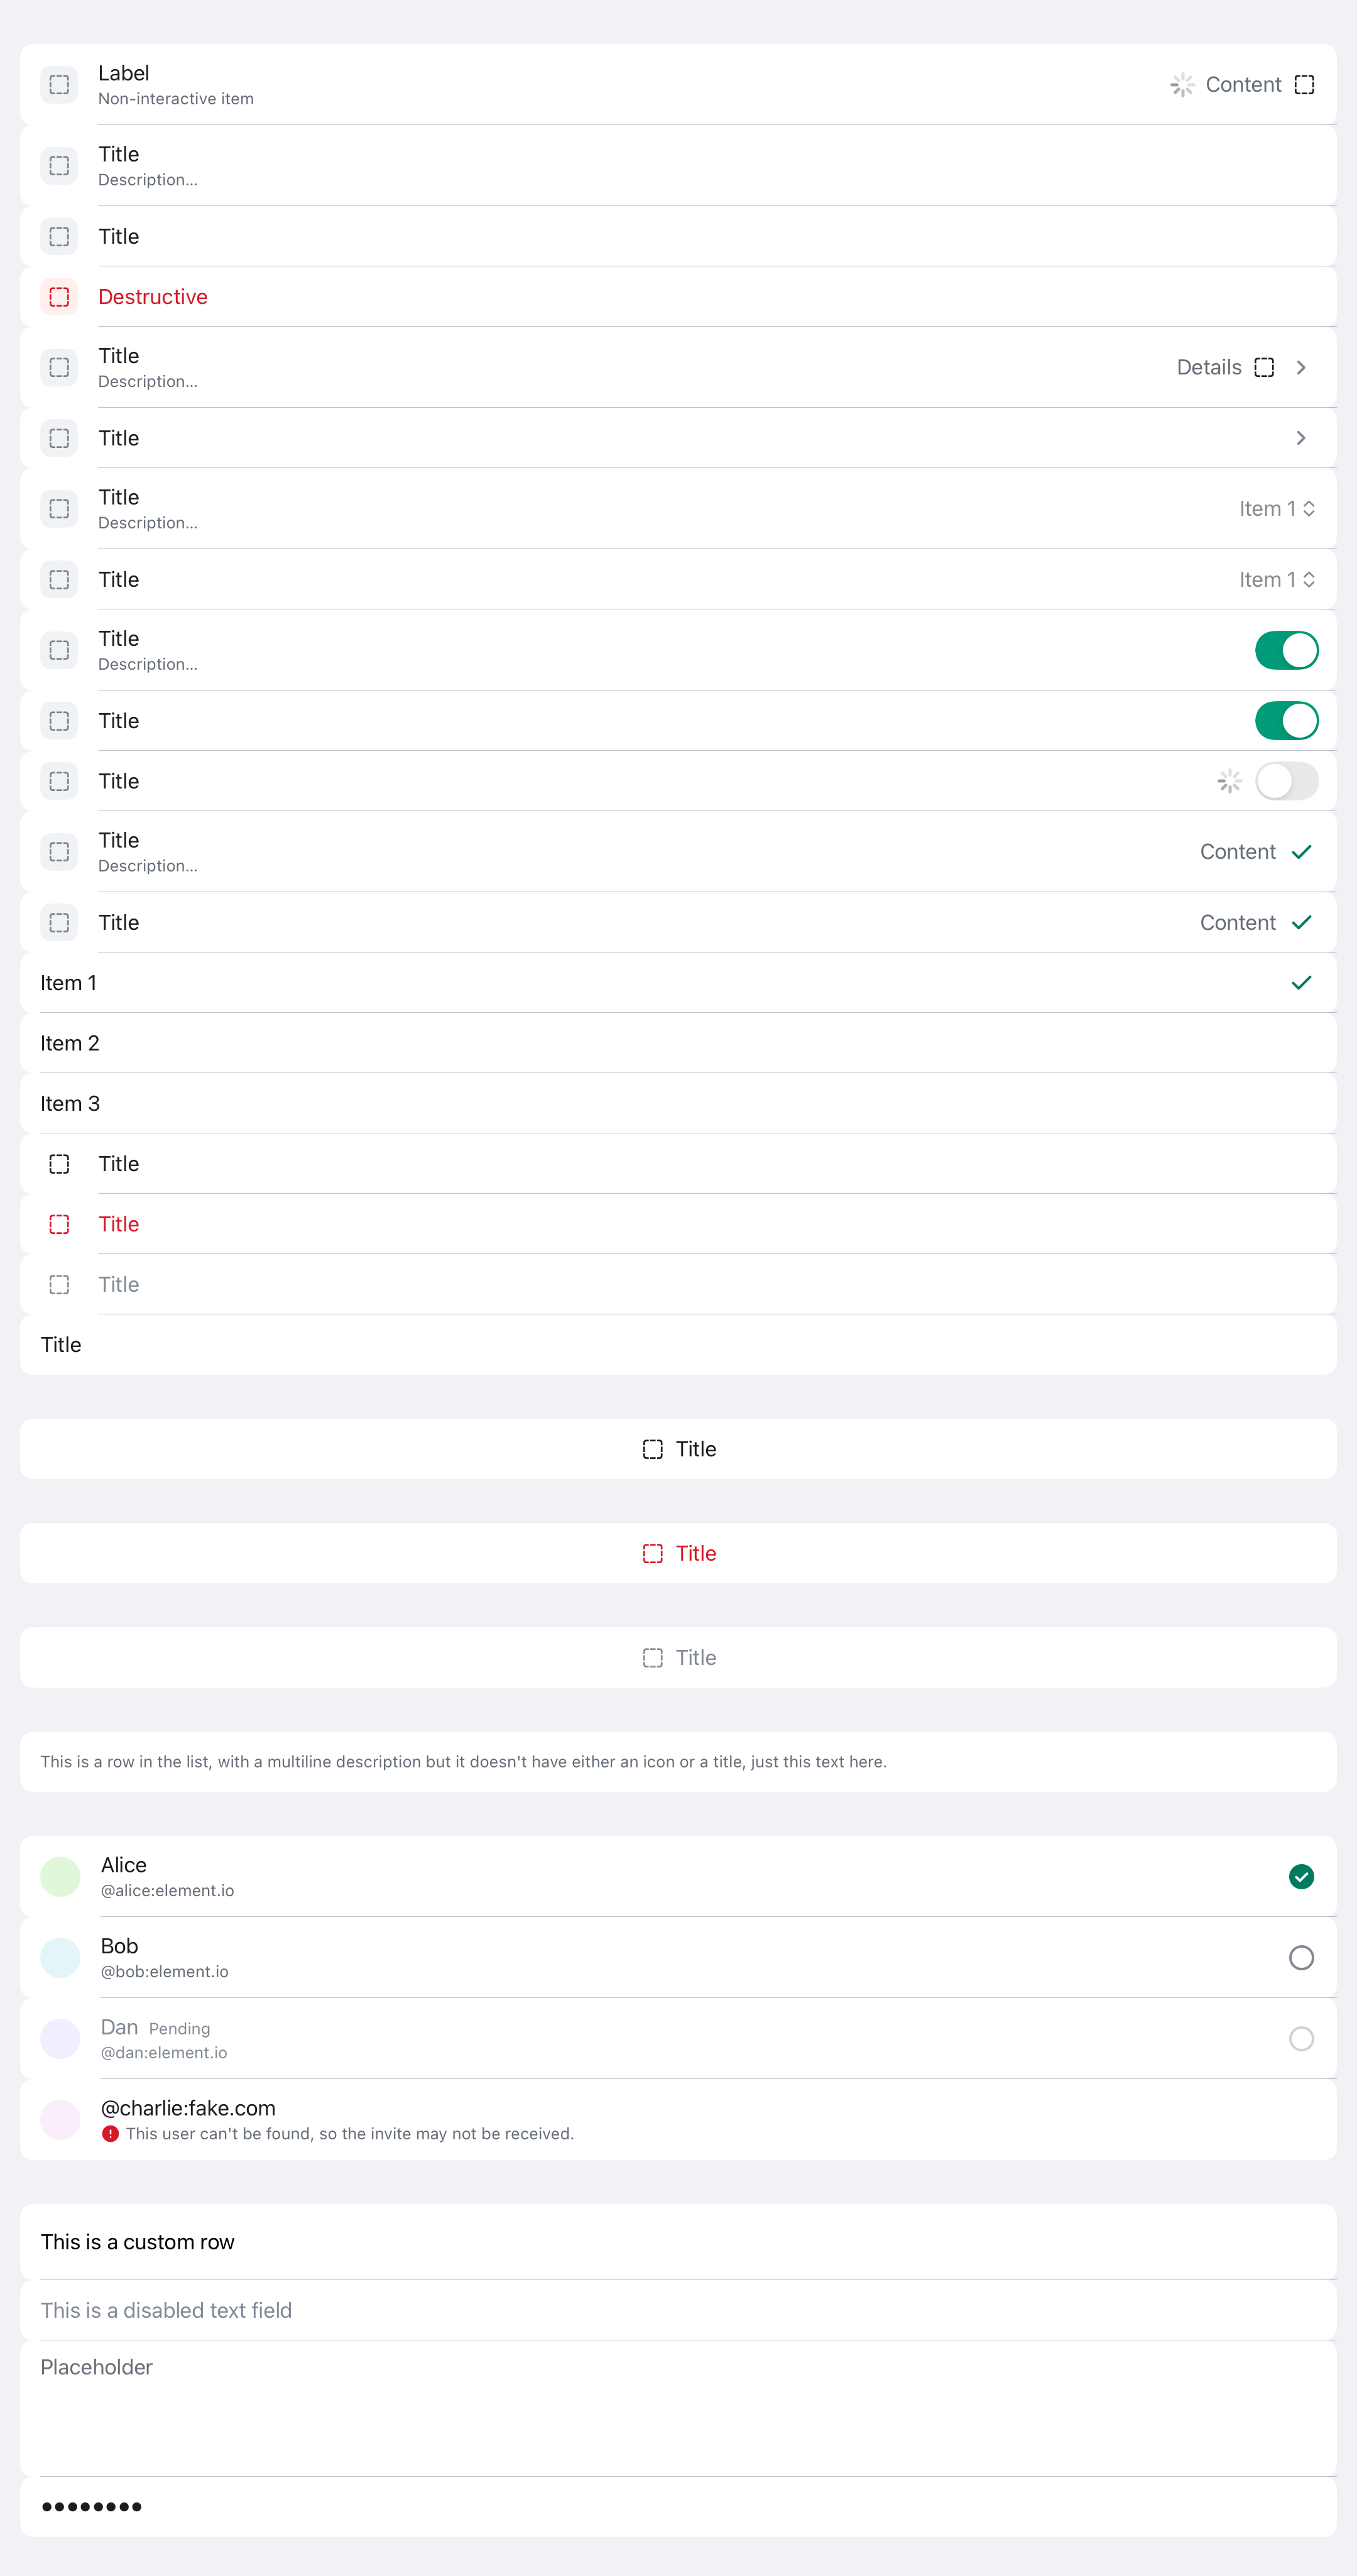 Label
Non-interactive item
Content
Title
Description...
Title
Destructive
Title
Description...
Details
Title
Title
Description...
Item 1
Title
Item 1
Title
Description...
Title
Title
Title
Description...
Content
Title
Content
Item 1
Item 2
Item 3
Title
Title
Title
Title
Title
Title
Title
This is a row in the list, with a multiline description but it doesn't have either an icon or a title, just this text here.
Alice
@alice:element.io
Bob
@bob:element.io
Dan Pending
@dan:element.io
@charlie:fake.com
This user can't be found, so the invite may not be received.
This is a custom row
This is a disabled text field
Placeholder
••••••••